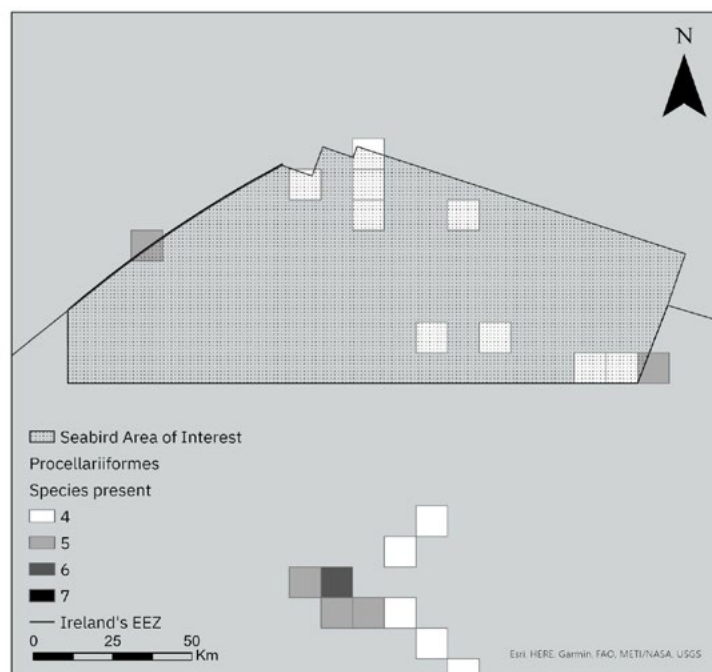 N
Seabird Area of Interest
Procellariiformes
Species present
4
5
6
7
Ireland's EEZ
0 25 50
Km
Esri, HERE, Garmin, FAO, METI/NASA, USGS